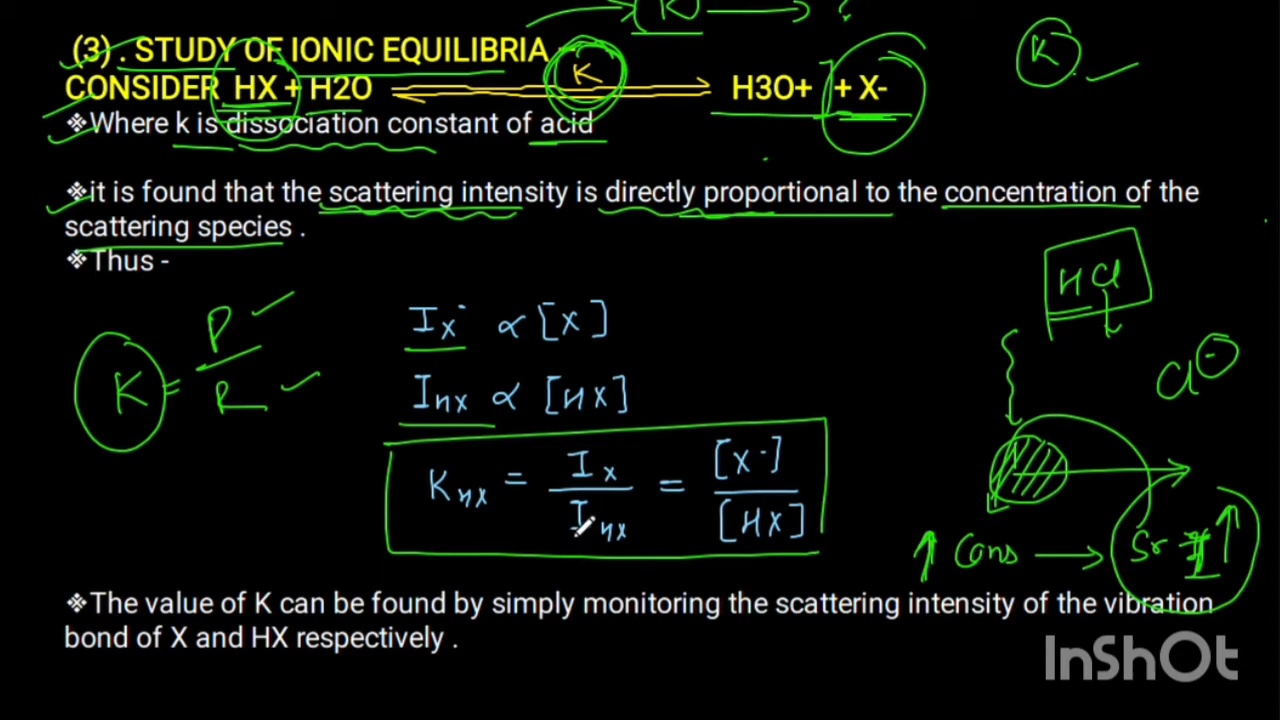 (K) → ?
(3) . STUDY OF IONIC EQUILIBRIA
K
K
CONSIDER HX + H2O ⇌ H3O+ + X-
❖Where k is dissociation constant of acid
❖it is found that the scattering intensity is directly proportional to the concentration of the
scattering species .
❖Thus -
HCl
K = P/R
Ix- ∝ [X]
Cl⊖
IHX ∝ [HX]
KHX = Ix/IHX = [X-]/[HX]
↑ Cons → Sr I ↑
❖The value of K can be found by simply monitoring the scattering intensity of the vibration
bond of X and HX respectively .
InShOt